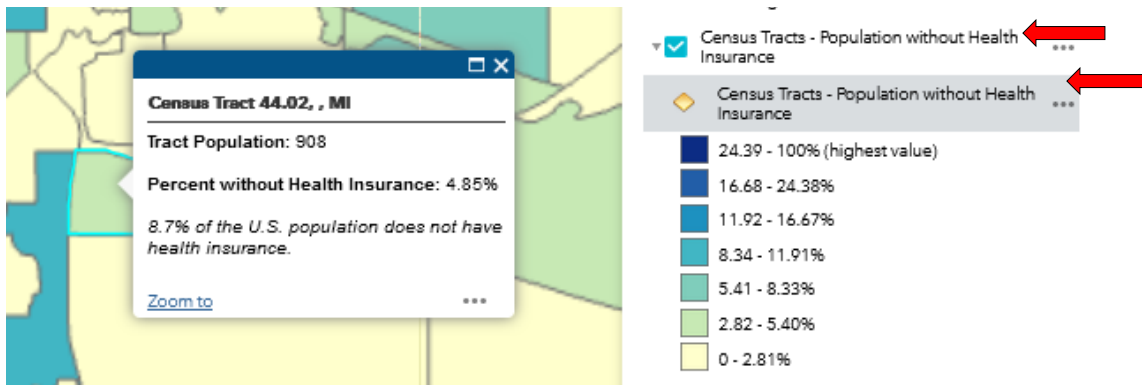 Census Tract 44.02, , MI
Tract Population: 908
Percent without Health Insurance: 4.85%
8.7% of the U.S. population does not have
health insurance.
Zoom to
Census Tracts - Population without Health
Insurance
Census Tracts - Population without Health
Insurance
24.39 - 100% (highest value)
16.68 - 24.38%
11.92 - 16.67%
8.34 - 11.91%
5.41 - 8.33%
2.82 - 5.40%
0 - 2.81%